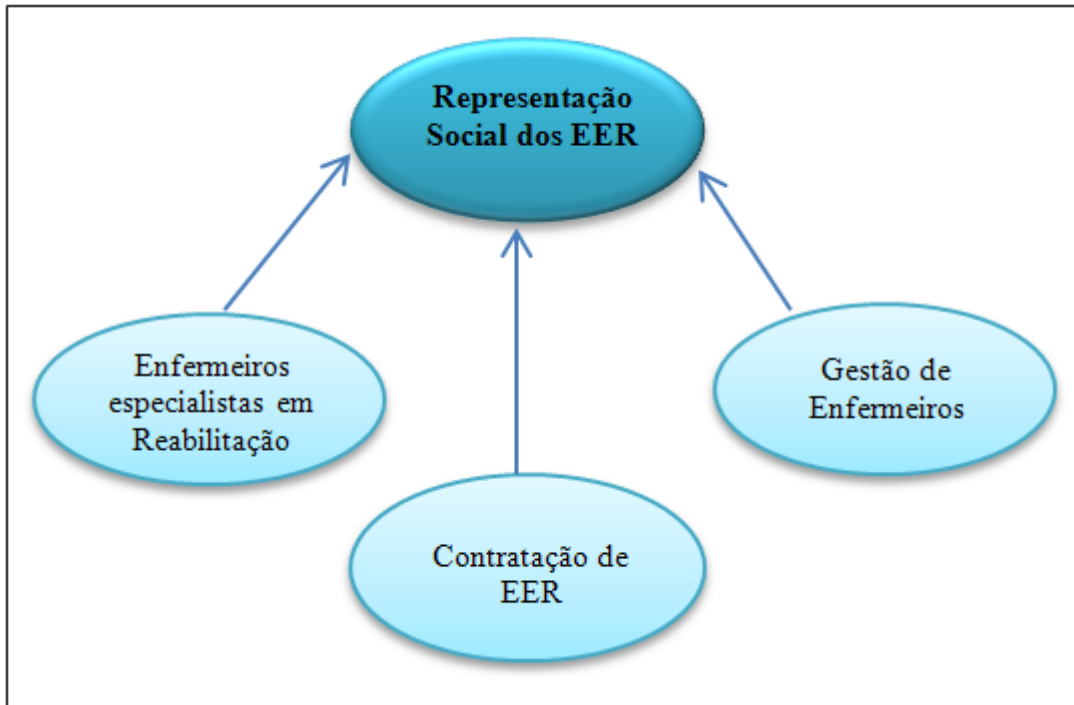 Representação
Social dos EER
Enfermeiros
especialistas em
Reabilitação
Gestão de
Enfermeiros
Contratação de
EER